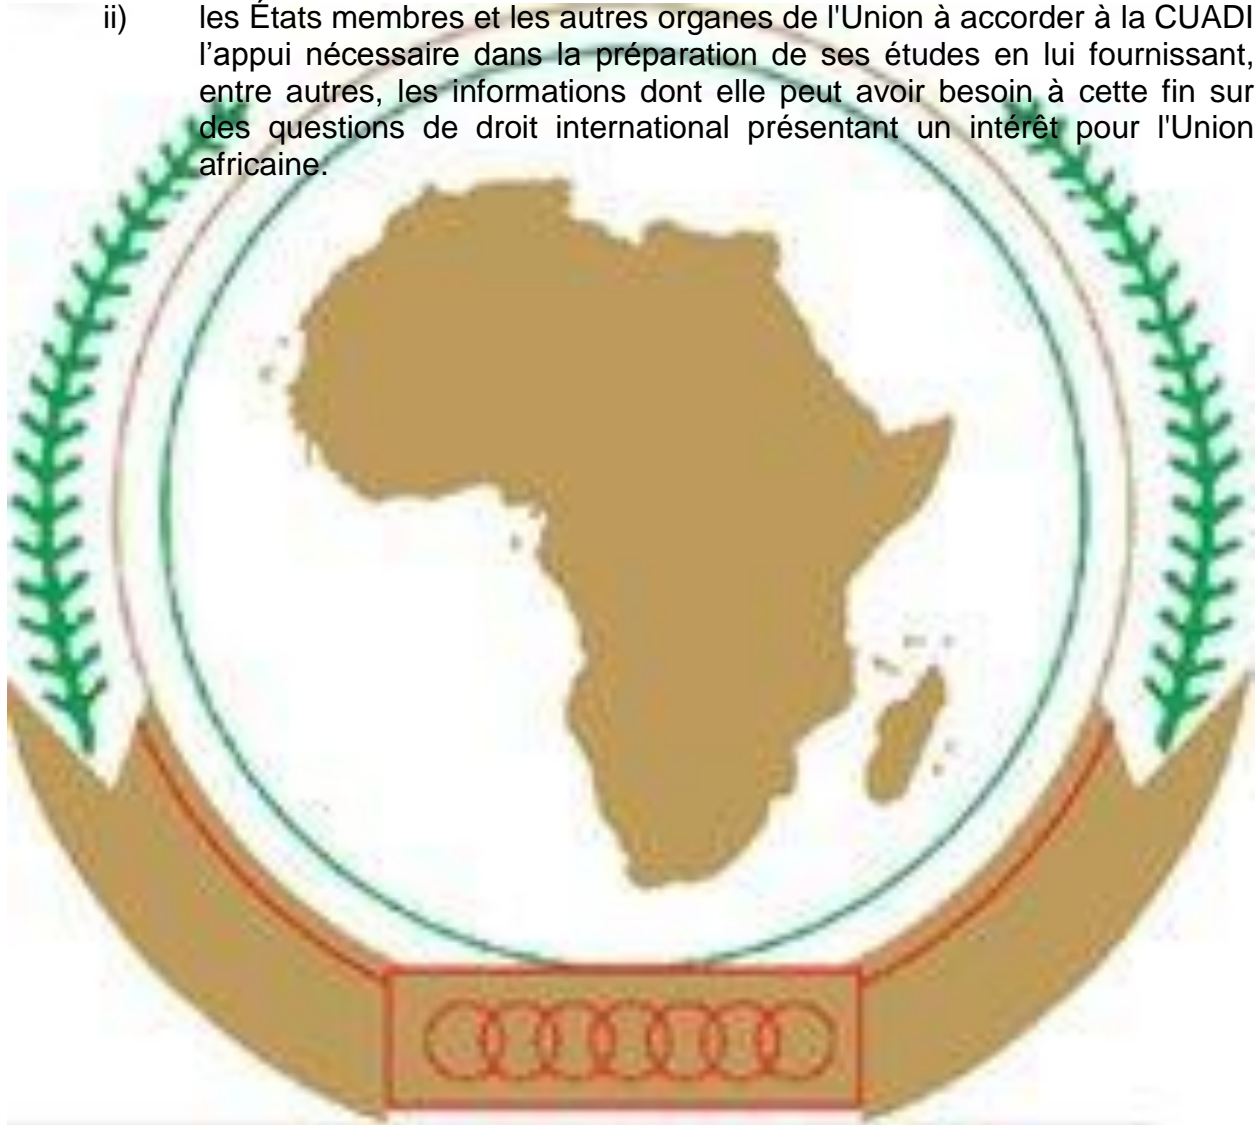 ii) les États membres et les autres organes de l'Union à accorder à la CUADI
l’appui nécessaire dans la préparation de ses études en lui fournissant,
entre autres, les informations dont elle peut avoir besoin à cette fin sur
des questions de droit international présentant un intérêt pour l'Union
africaine.